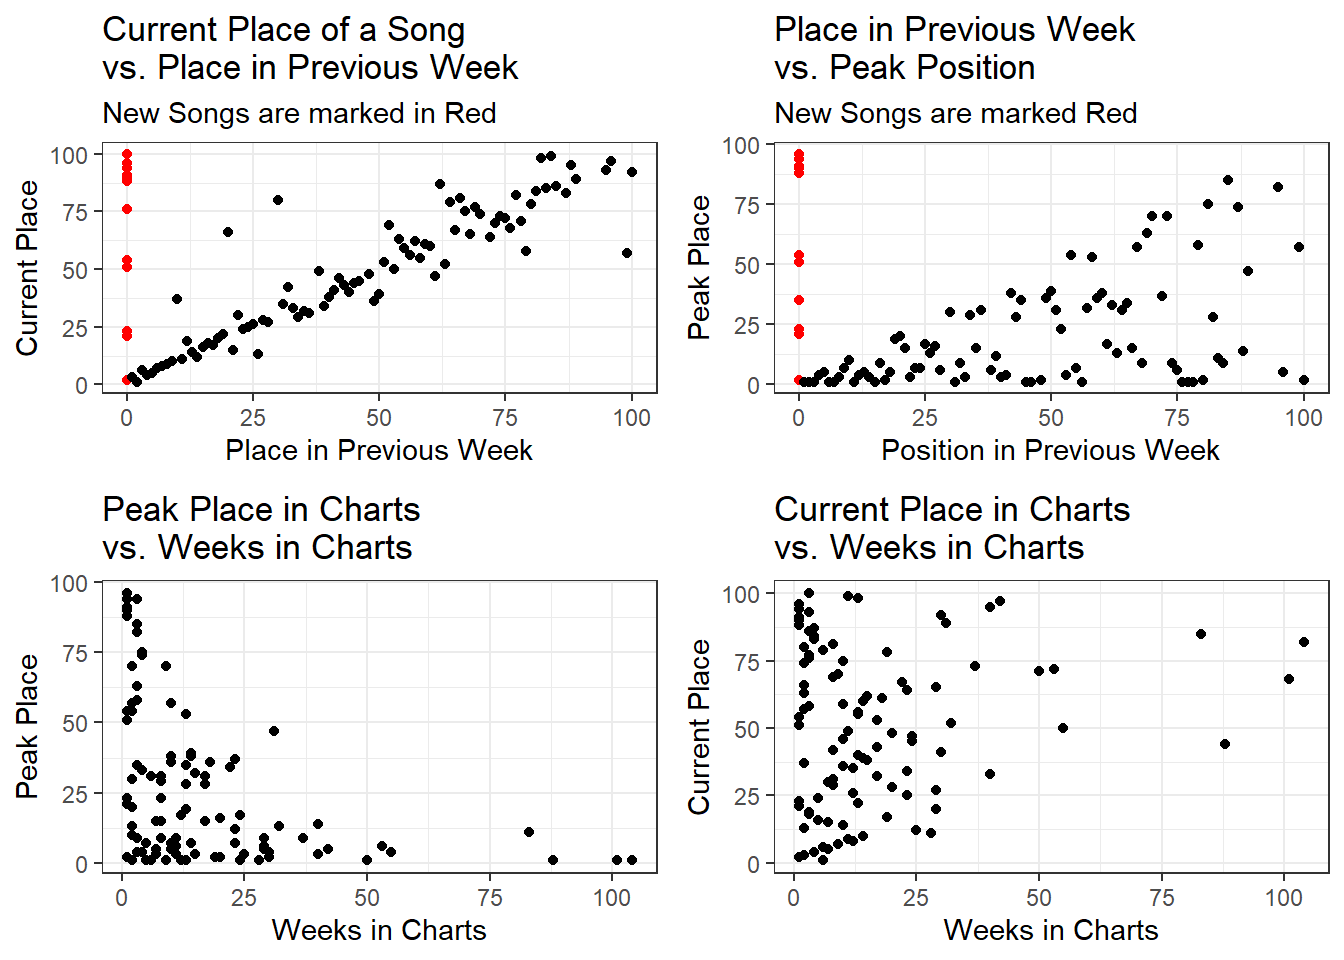 Current Place of a Song
vs. Place in Previous Week
New Songs are marked in Red
100
75
50
25
0
Current Place
0
25
50
75
100
Place in Previous Week
Place in Previous Week
vs. Peak Position
New Songs are marked Red
100
75
50
25
0
Peak Place
0
25
50
75
100
Position in Previous Week
Peak Place in Charts
vs. Weeks in Charts
100
75
50
25
0
Peak Place
0
25
50
75
100
Weeks in Charts
Current Place in Charts
vs. Weeks in Charts
100
75
50
25
0
Current Place
0
25
50
75
100
Weeks in Charts